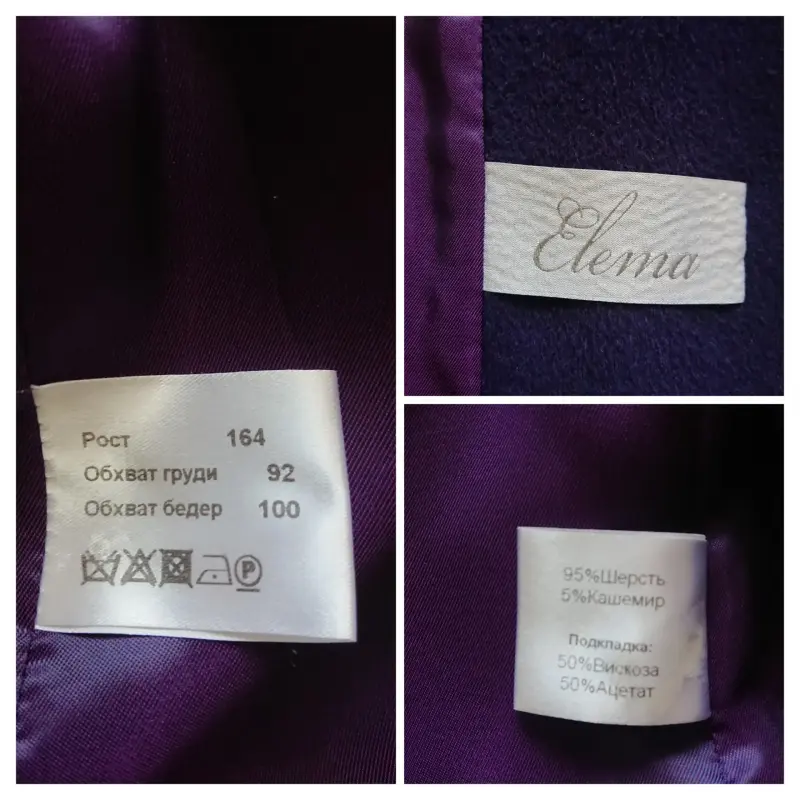 Рост 164
Обхват груди 92
Обхват бедер 100
P
Elema
95%Шерсть
5%Кашемир
Подкладка:
50%Вискоза
50%Ацетат